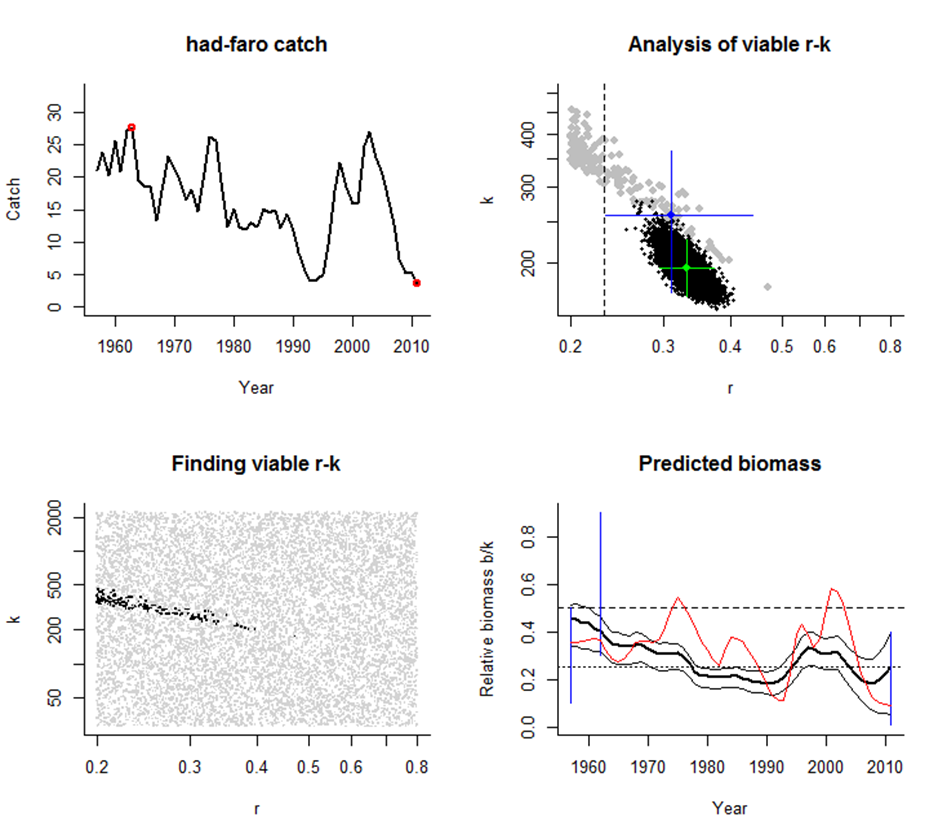 had-faro catch
Catch
30
25
20
15
10
5
0
1960 1970 1980 1990 2000 2010
Year
Analysis of viable r-k
k
400
300
200
0.2 0.3 0.4 0.5 0.6 0.8
r
Finding viable r-k
k
2000
500
200
50
0.2 0.3 0.4 0.5 0.6 0.8
r
Predicted biomass
Relative biomass b/k
0.8
0.6
0.4
0.2
0.0
1960 1970 1980 1990 2000 2010
Year